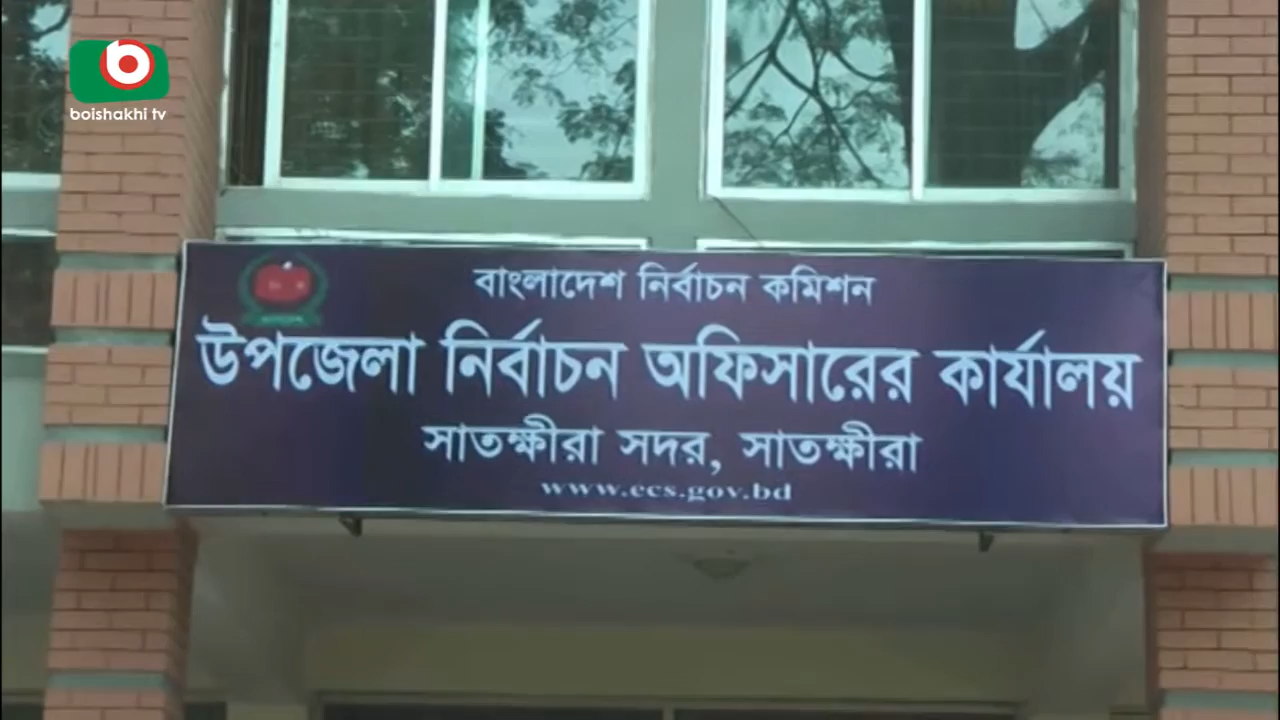 boishakhi tv
বাংলাদেশ নির্বাচন কমিশন
উপজেলা নির্বাচন অফিসারের কার্যালয়
সাতক্ষীরা সদর, সাতক্ষীরা
www.ecs.gov.bd